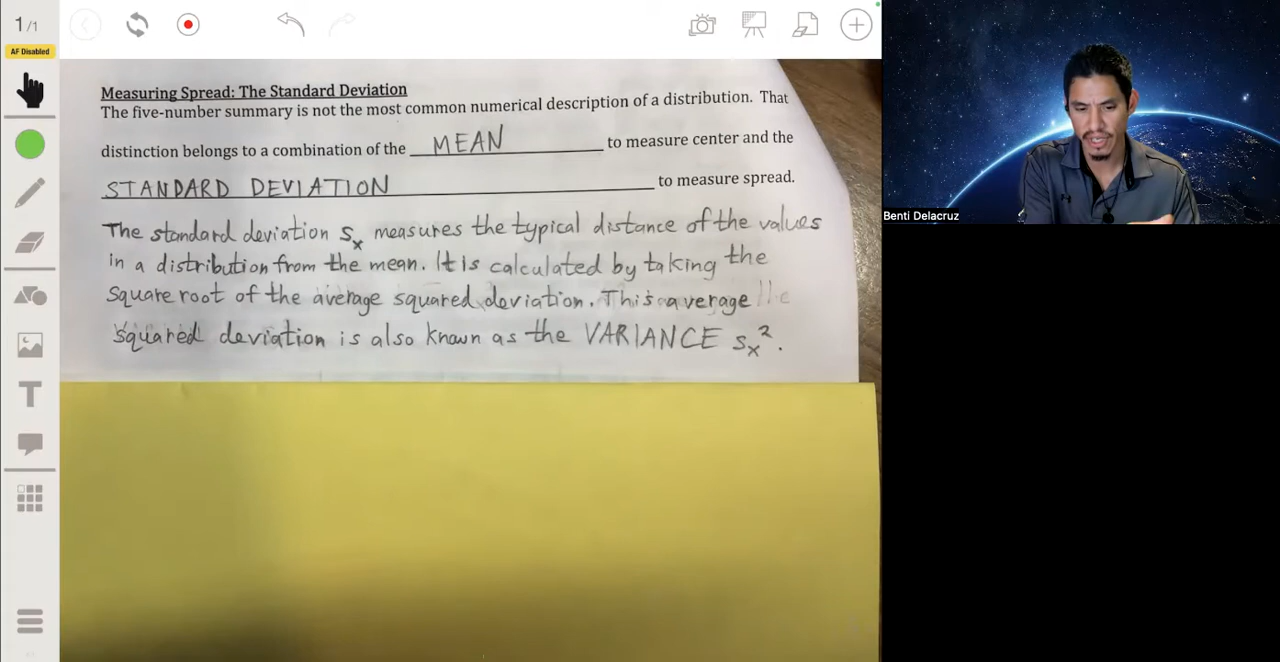 1/1
AF Disabled
Measuring Spread: The Standard Deviation
The five-number summary is not the most common numerical description of a distribution. That
distinction belongs to a combination of the MEAN to measure center and the
STANDARD DEVIATION to measure spread.
The standard deviation sₓ measures the typical distance of the values
in a distribution from the mean. It is calculated by taking the
square root of the average squared deviation. This average
squared deviation is also known as the VARIANCE sₓ².
T
Benti Delacruz